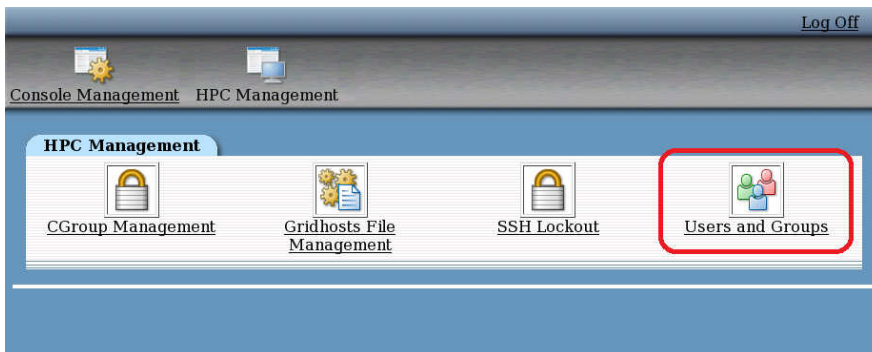 Log Off
Console Management HPC Management
HPC Management
CGroup Management
Gridhosts File
Management
SSH Lockout
Users and Groups